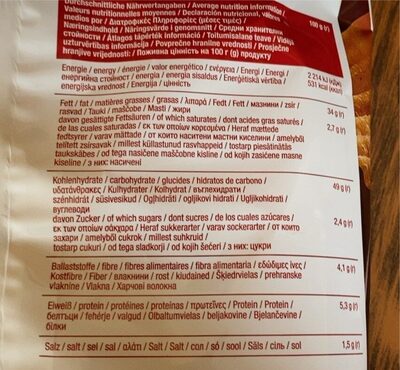 Durchschnittliche Nährwertangaben / Average nutrition information /
Valeurs nutritionnelles moyennes / Declaración nutricional, valores
medios por / Διατροφικές Πληροφορίες (μέσες τιμές) /
Næringsindhold / Näringsvärde i genomsnitt / Средни хранителни
стойности / Átlagos tápérték információ / Toitumisalane teave /
uzturvērtības informācija / Povprečne hranilne vrednosti / Prosječne
hranjive vrijednosti: / Поживна цінність на 100 г (g) продукту
100 g (г)
Energie / energy / énergie / valor energético / ενέργεια / Energi / Energi /
енергийна стойност / energia / energia sisaldus / Enerģētiskā vērtība /
energijska vrednost / Energija / цінність
2 214 kJ
531 kcal
Fett / fat / matières grasses / grasas / λιπαρά / Fedt / Fett / мазнини / zsír /
rasvad / Tauki / maščobe / Masti / жири
34 g (г)
davon gesättigte Fettsäuren / of which saturates / dont acides gras saturés /
de las cuales saturadas / εκ των οποίων κορεσμένα / Heraf mættede
fedtsyrer / varav mättade / от които наситени мастни киселини / amelyből
telített zsírsavak / millest küllastunud rasvhappeid / tostarp piesātinātās
taukskābes / od tega nasičene maščobne kisline / od kojih zasićene masne
kiseline / з них: насичені
2,7 g (г)
Kohlenhydrate / carbohydrate / glucides / hidratos de carbono /
υδατάνθρακες / Kulhydrater / Kolhydrat / въглехидрати /
szénhidrát / süsivesikud / Ogļhidrāti / ogljikovi hidrati / Ugljikohidrati /
вуглеводи
49 g (г)
davon Zucker / of which sugars / dont sucres / de los cuales azúcares /
εκ των οποίων σάκχαρα / Heraf sukkerarter / varav sockerarter / от които
захари / amelyből cukrok / millest suhkruid /
tostarp cukuri / od tega sladkorji / od kojih šećeri / з них: цукри
2,4 g (г)
Ballaststoffe / fibre / fibres alimentaires / fibra alimentaria / εδώδιμες ίνες /
Kostfibre / Fiber / влакнини / rost / kiudained / Šķiedrvielas / prehranske
vlaknine / Vlakna / Харчові волокна
4,1 g (г)
Eiweiß / protein / protéines / proteínas / πρωτεΐνες / Protein / Protein /
белтъци / fehérje / valgud / Olbaltumvielas / beljakovine / Bjelančevine /
білки
5,3 g (г)
Salz / salt / sel / sal / αλάτι / Salt / Salt / сол / só / sool / Sāls / сіль / sol
1,5 g (г)